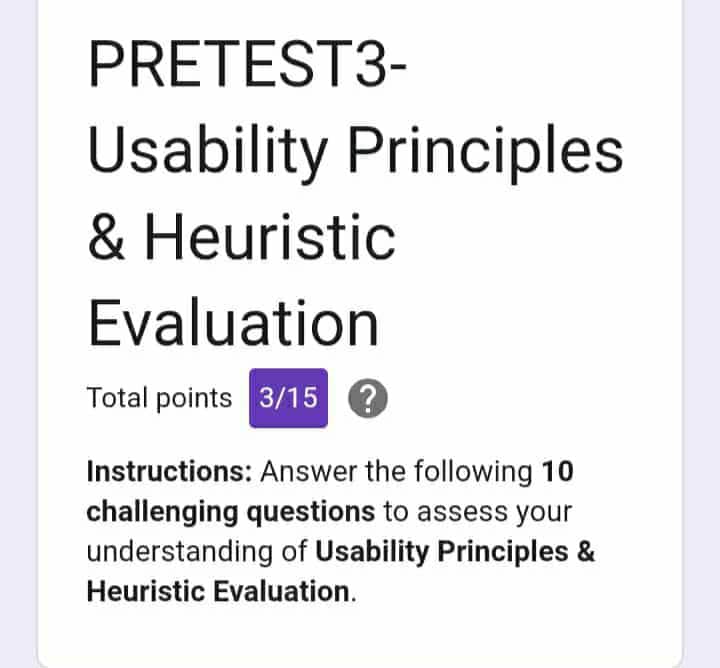 PRETEST3-
Usability Principles
& Heuristic
Evaluation
Total points 3/15 ?
Instructions: Answer the following 10
challenging questions to assess your
understanding of Usability Principles &
Heuristic Evaluation.